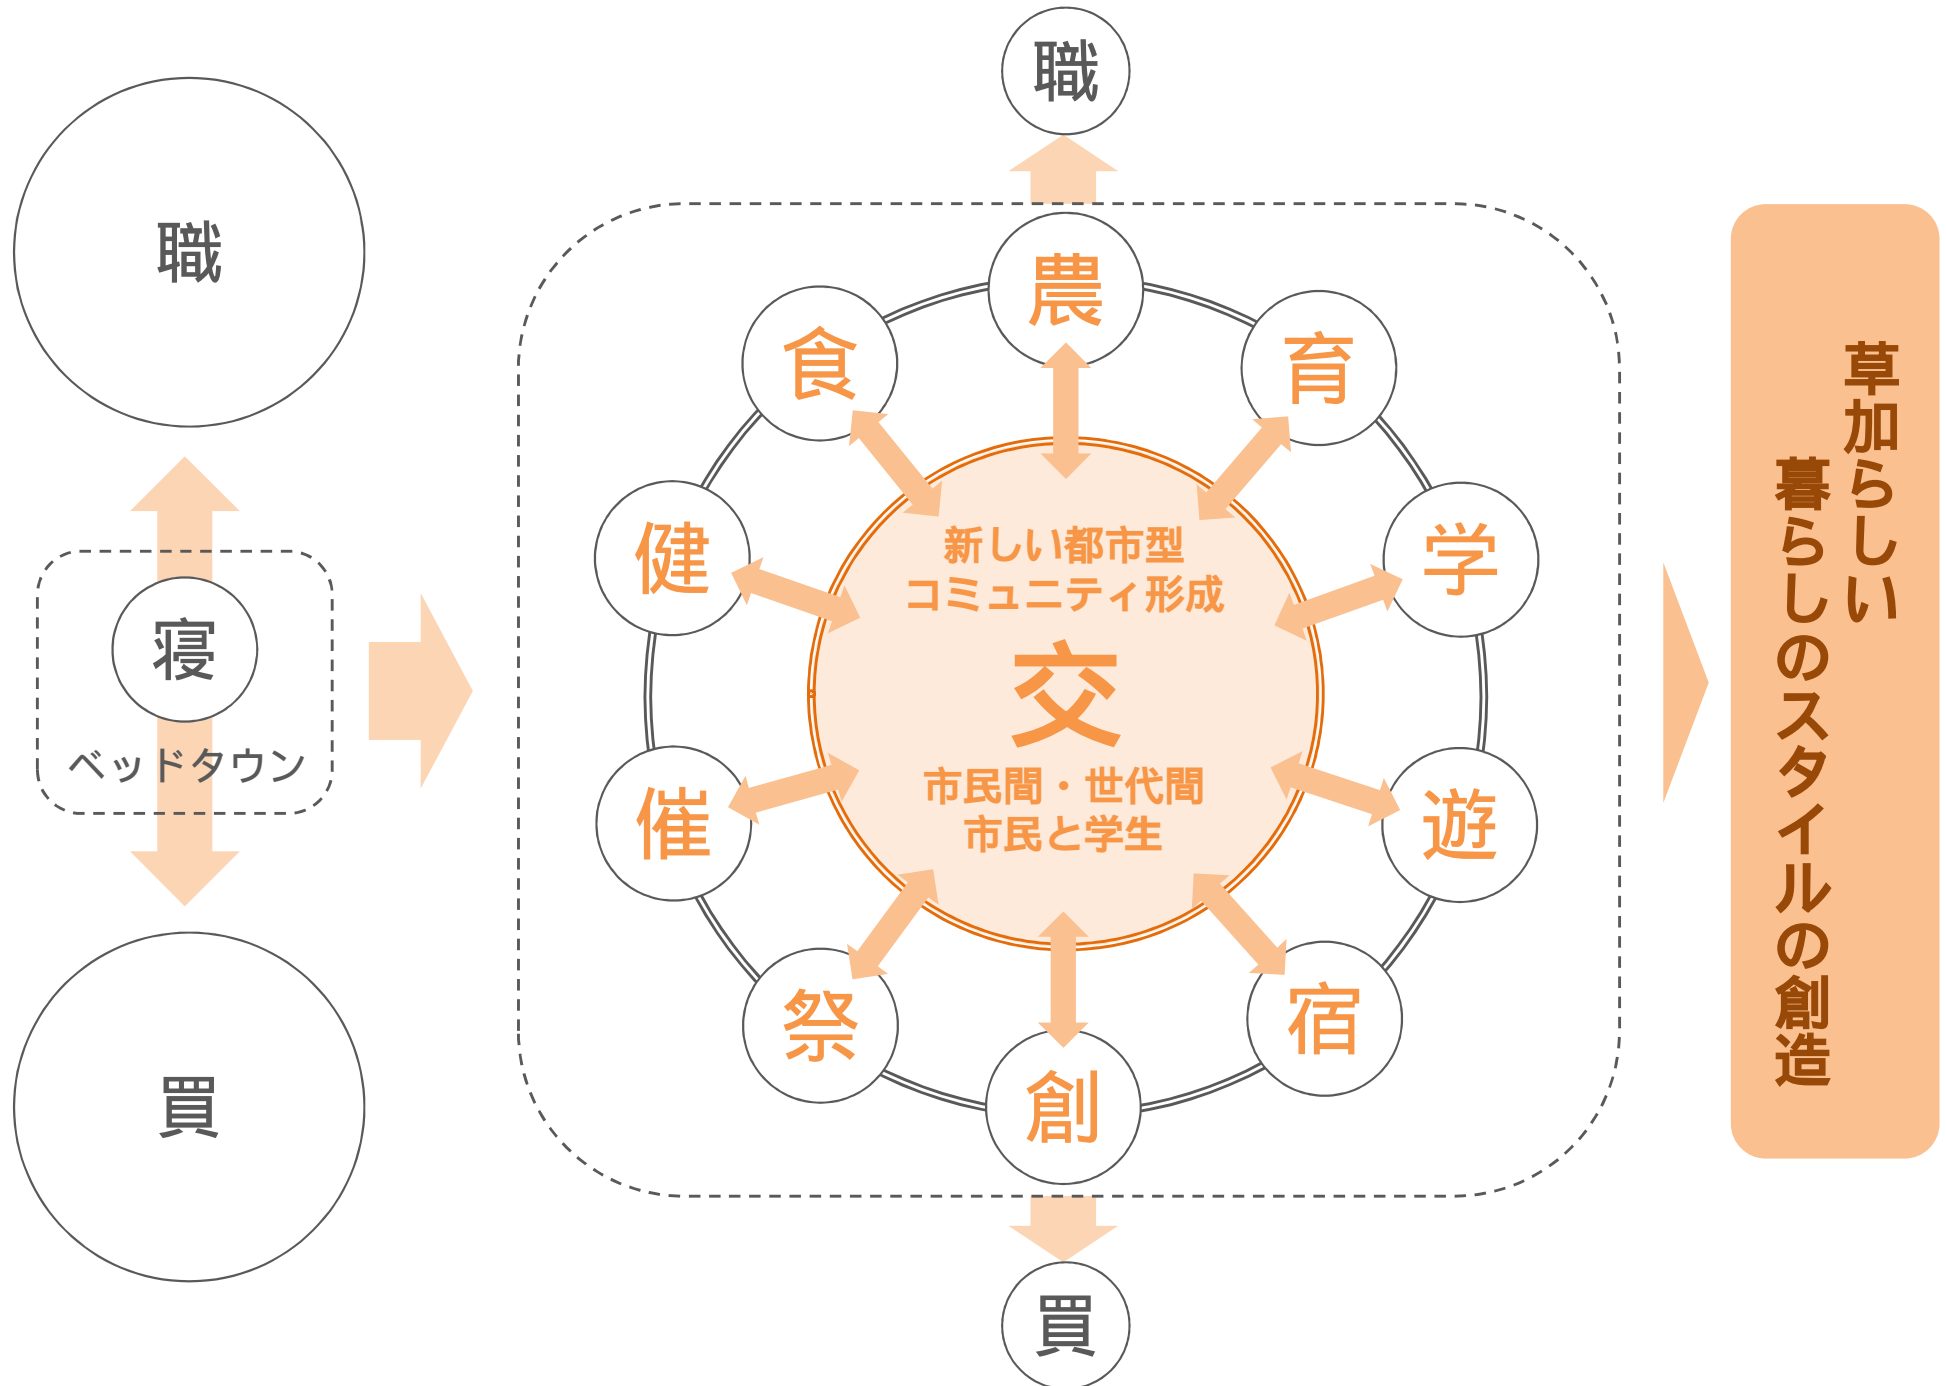 職
寝
ベッドタウン
買
職
農
育
学
遊
宿
創
祭
催
健
食
新しい都市型
コミュニティ形成
交
市民間・世代間
市民と学生
買
草加らしい
暮らしのスタイルの創造